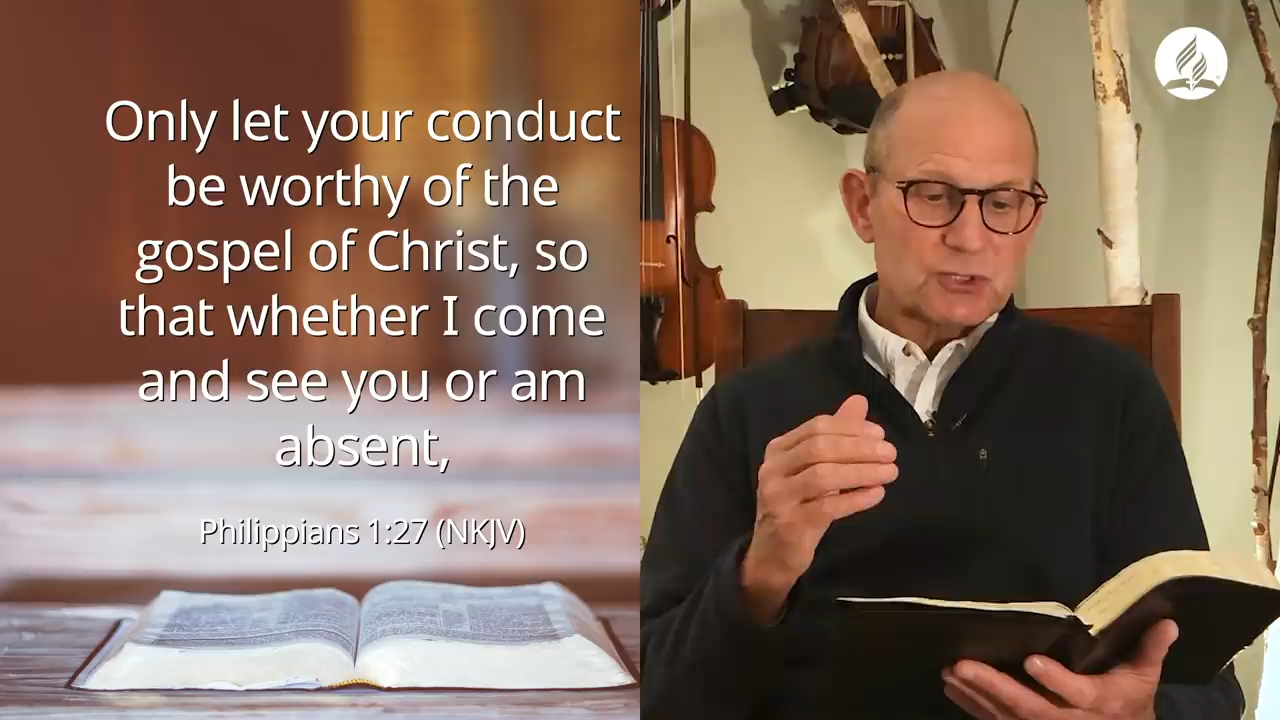 Only let your conduct
be worthy of the
gospel of Christ, so
that whether I come
and see you or am
absent,
Philippians 1:27 (NKJV)